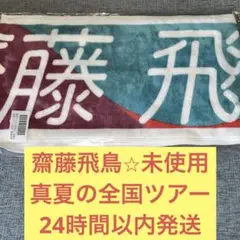 齋藤飛
齋藤飛鳥☆未使用
真夏の全国ツアー
24時間以内発送